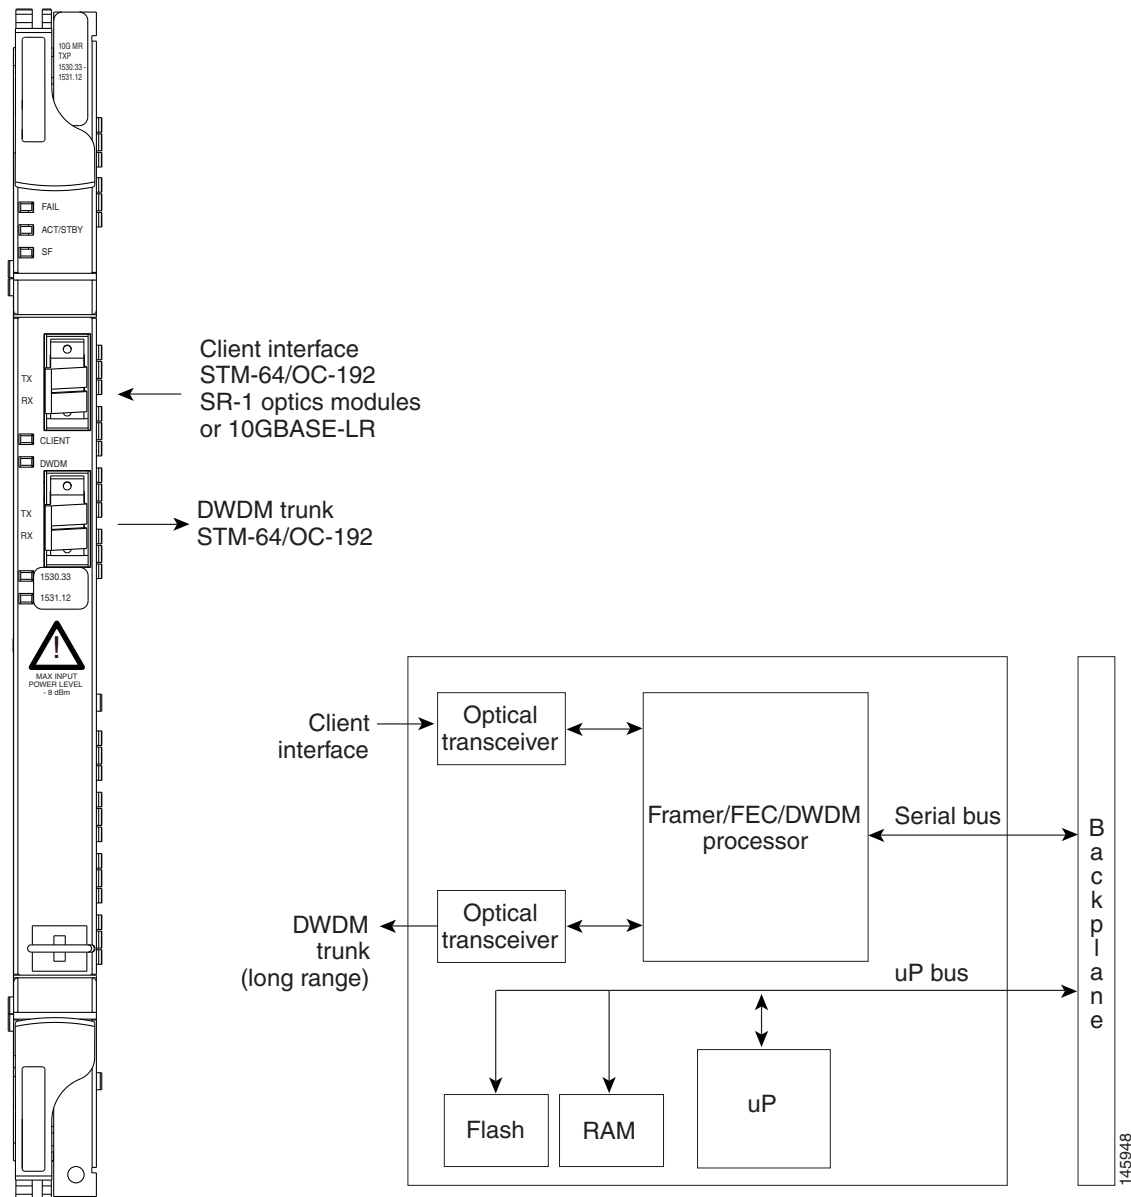 10G MR
TXP
1530.33 -
1531.12
FAIL
ACT/STBY
SF
TX
RX
CLIENT
DWDM
TX
RX
1530.33
1531.12
!
MAX INPUT
POWER LEVEL
- 8 dBm
Client interface
STM-64/OC-192
SR-1 optics modules
or 10GBASE-LR
DWDM trunk
STM-64/OC-192
Client
interface
Optical
transceiver
Framer/FEC/DWDM
processor
Serial bus
DWDM
trunk
(long range)
Optical
transceiver
uP bus
Flash
RAM
uP
Backplane
145948